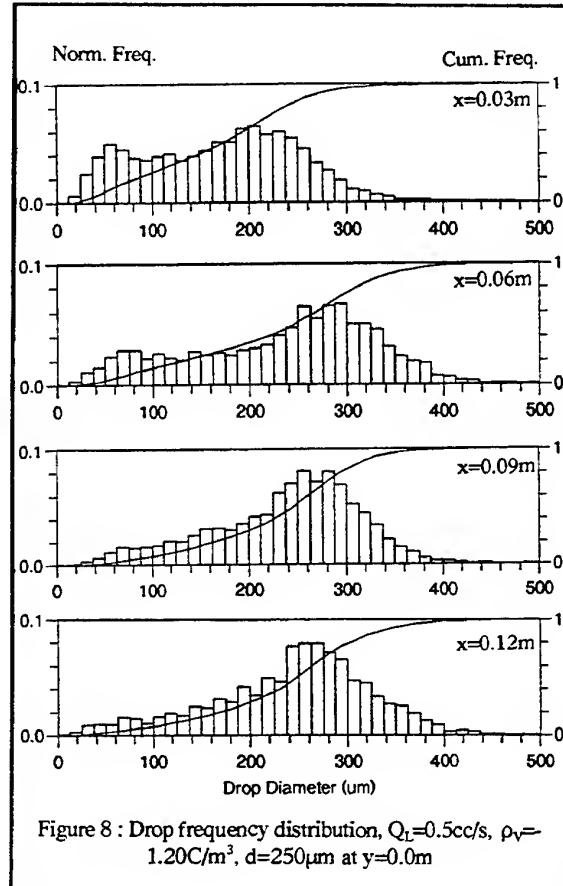 Norm. Freq. Cum. Freq.
0.1 1
x=0.03m
0.0 0
0 100 200 300 400 500
0.1 1
x=0.06m
0.0 0
0 100 200 300 400 500
0.1 1
x=0.09m
0.0 0
0 100 200 300 400 500
0.1 1
x=0.12m
0.0 0
0 100 200 300 400 500
Drop Diameter (um)
Figure 8 : Drop frequency distribution, Q_L=0.5cc/s, ρ_V=-
1.20C/m³, d=250µm at y=0.0m